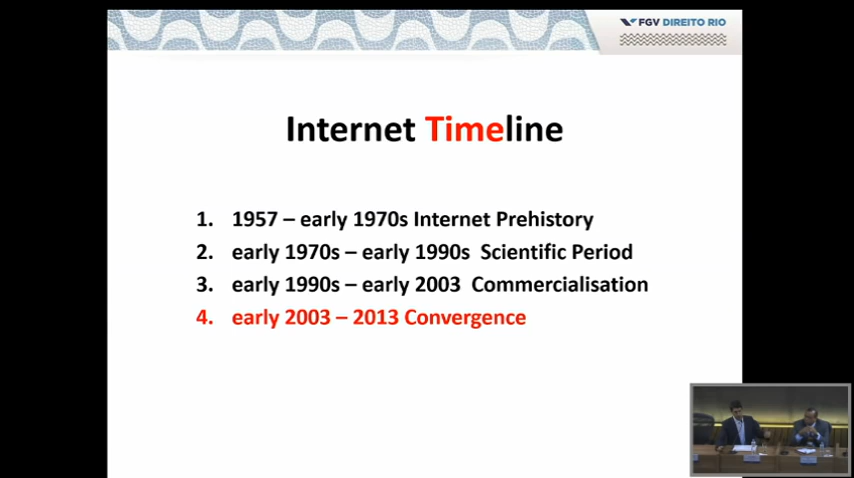 FGV DIREITO RIO
Internet Timeline
1. 1957 – early 1970s Internet Prehistory
2. early 1970s – early 1990s Scientific Period
3. early 1990s – early 2003 Commercialisation
4. early 2003 – 2013 Convergence